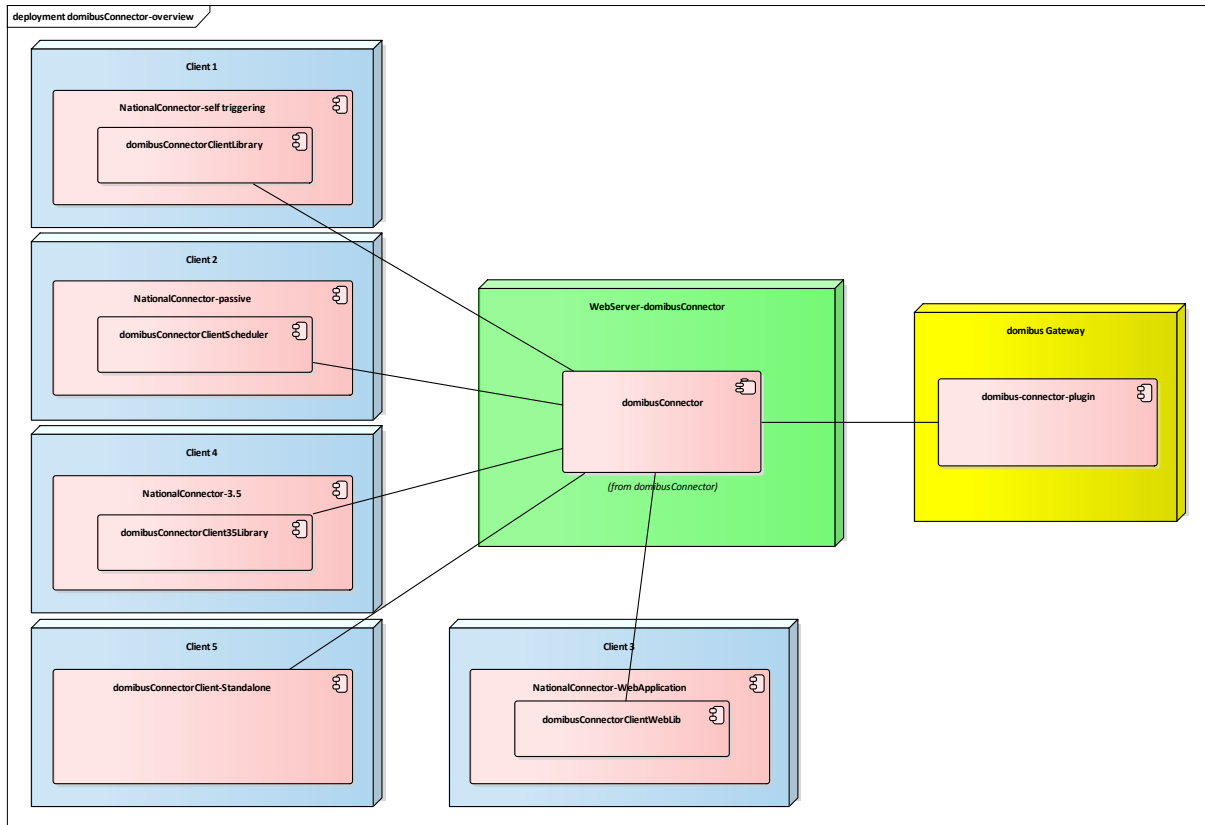 deployment domibusConnector-overview
Client 1
NationalConnector-self triggering
domibusConnectorClientLibrary
Client 2
NationalConnector-passive
domibusConnectorClientScheduler
Client 4
NationalConnector-3.5
domibusConnectorClient35Library
Client 5
domibusConnectorClient-Standalone
WebServer-domibusConnector
domibusConnector
(from domibusConnector)
Client 3
NationalConnector-WebApplication
domibusConnectorClientWebLib
domibus Gateway
domibus-connector-plugin